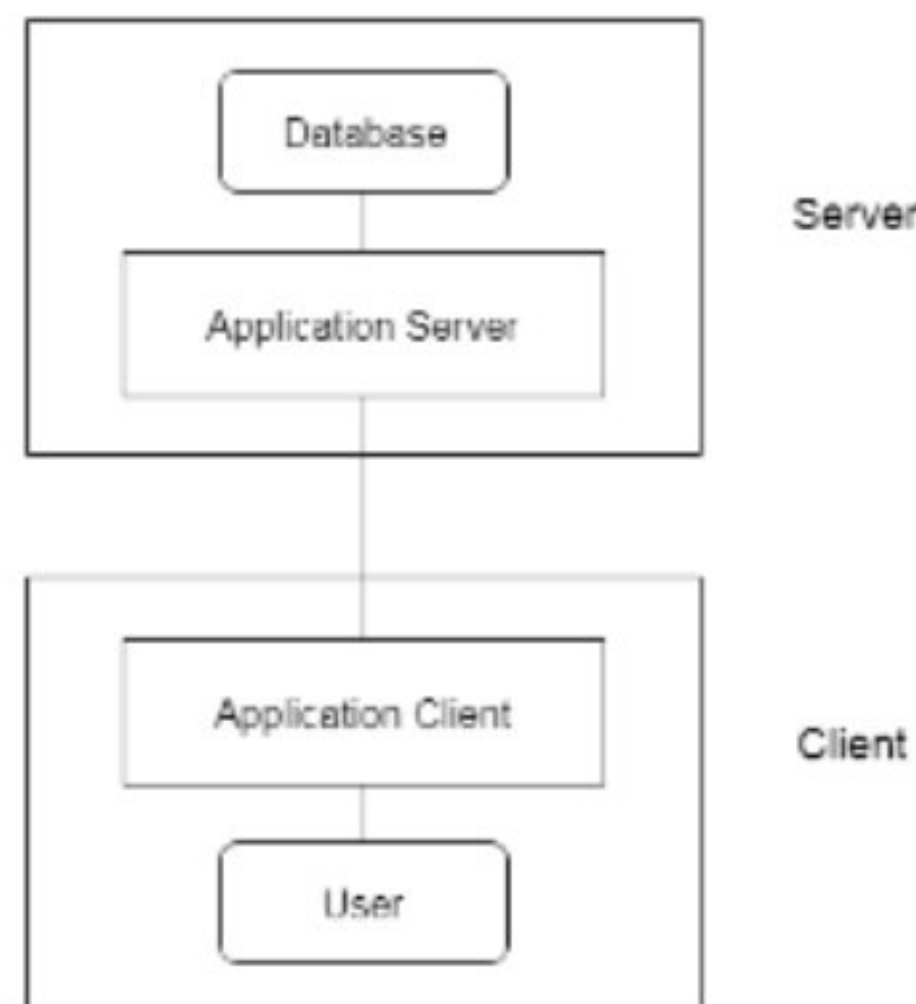 Database
Server
Application Server
Application Client
Client
User